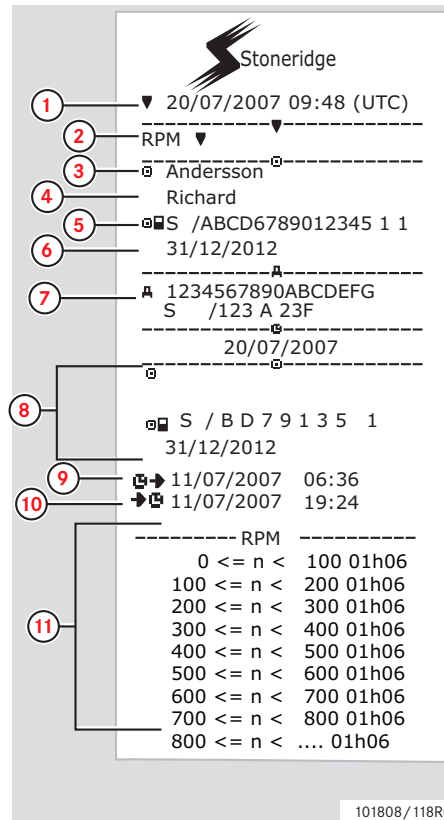 Stoneridge
1 20/07/2007 09:48 (UTC)
2 RPM
3 Andersson
4 Richard
5 S /ABCD6789012345 1 1
6 31/12/2012
7 1234567890ABCDEFG
S /123 A 23F
20/07/2007
8
S / B D 7 9 1 3 5 1
31/12/2012
9 11/07/2007 06:36
10 11/07/2007 19:24
RPM
11
0 <= n < 100 01h06
100 <= n < 200 01h06
200 <= n < 300 01h06
300 <= n < 400 01h06
400 <= n < 500 01h06
500 <= n < 600 01h06
600 <= n < 700 01h06
700 <= n < 800 01h06
800 <= n < .... 01h06